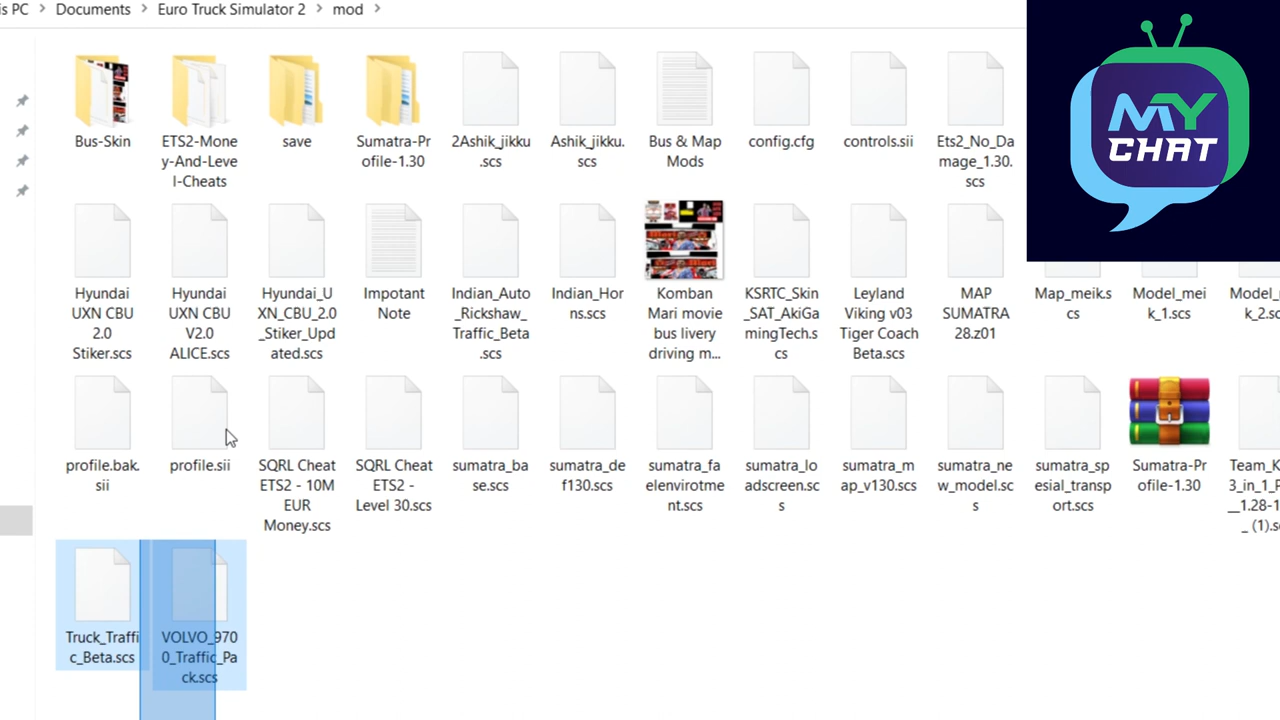 is PC > Documents > Euro Truck Simulator 2 > mod >
MY
CHAT
Bus-Skin
ETS2-Mone
y-And-Leve
l-Cheats
save
Sumatra-Pr
ofile-1.30
2Ashik_jikku
.scs
Ashik_jikku.
scs
Bus & Map
Mods
config.cfg
controls.sii
Ets2_No_Da
mage_1.30.
scs
Hyundai
UXN CBU
2.0
Stiker.scs
Hyundai
UXN CBU
V2.0
ALICE.scs
Hyundai_U
XN_CBU_2.0
_Stiker_Upd
ated.scs
Impotant
Note
Indian_Auto
_Rickshaw_
Traffic_Beta
.scs
Indian_Hor
ns.scs
Komban
Mari movie
bus livery
driving m...
KSRTC_Skin
_SAT_AkiGa
mingTech.s
cs
Leyland
Viking v03
Tiger Coach
Beta.scs
MAP
SUMATRA
28.z01
Map_meik.s
cs
Model_mei
k_1.scs
Model_
k_2.sc
profile.bak.
sii
profile.sii
SQRL Cheat
ETS2 - 10M
EUR
Money.scs
SQRL Cheat
ETS2 -
Level 30.scs
sumatra_ba
se.scs
sumatra_de
f130.scs
sumatra_fa
elenvirotme
nt.scs
sumatra_lo
adscreen.sc
s
sumatra_m
ap_v130.scs
sumatra_ne
w_model.sc
s
sumatra_sp
esial_transp
ort.scs
Sumatra-Pr
ofile-1.30
Team_K
3_in_1_P
__1.28-1
_ (1).s
Truck_Traffi
c_Beta.scs
VOLVO_970
0_Traffic_Pa
ck.scs